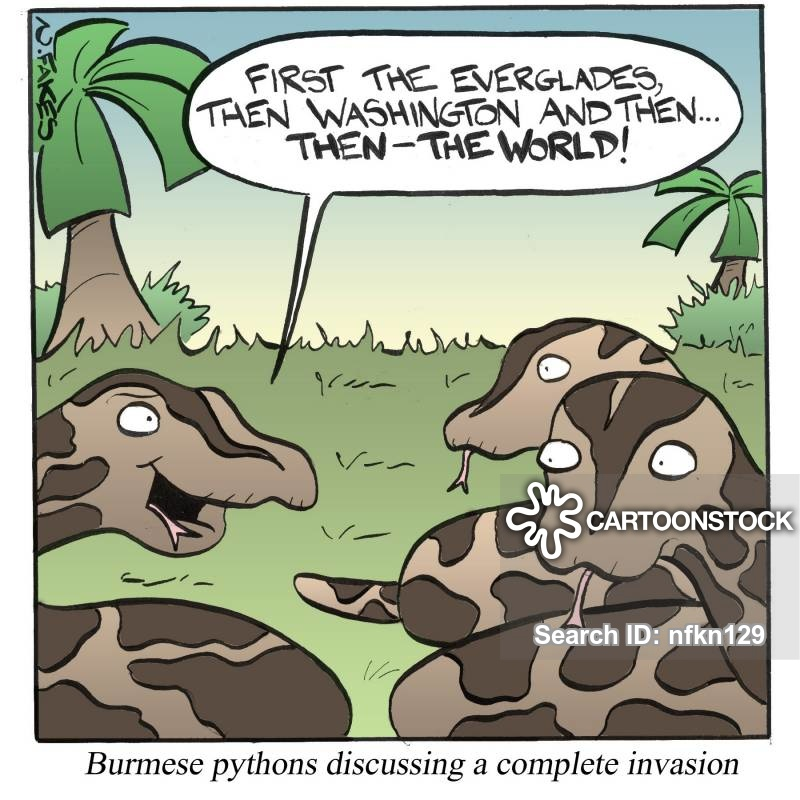 N.FAKES
FIRST THE EVERGLADES,
THEN WASHINGTON AND THEN...
THEN – THE WORLD!
CARTOONSTOCK
Search ID: nfkn129
Burmese pythons discussing a complete invasion